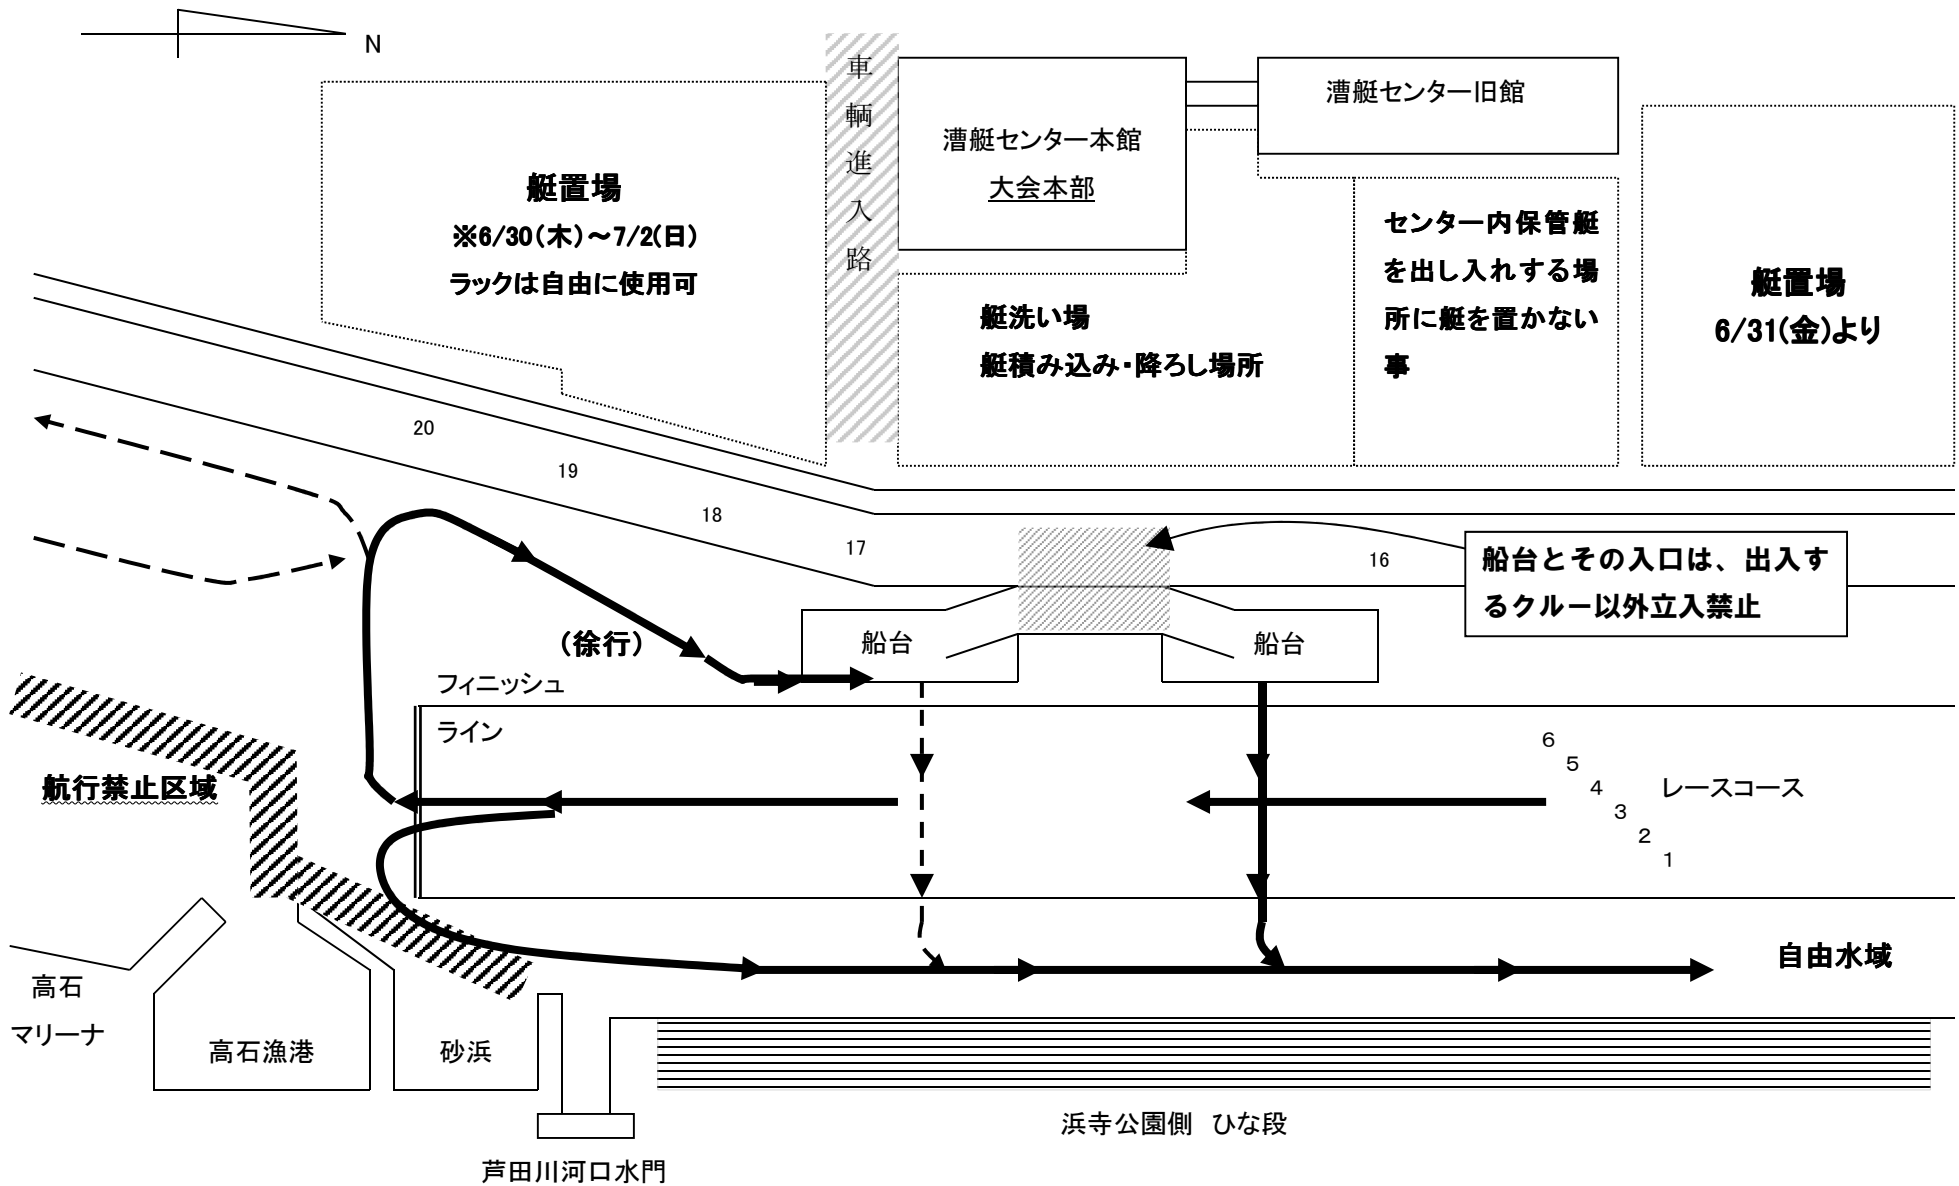 N
車輌進入路
漕艇センター本館
大会本部
漕艇センター旧館
艇置場
※6/30(木)～7/2(日)
ラックは自由に使用可
艇洗い場
艇積み込み・降ろし場所
センター内保管艇
を出し入れする場
所に艇を置かない
事
艇置場
6/31(金)より
20
19
18
17
16
船台とその入口は、出入す
るクルー以外立入禁止
(徐行)
船台
船台
フィニッシュ
ライン
航行禁止区域
6
5
4
3
2
1
レースコース
自由水域
高石
マリーナ
高石漁港
砂浜
浜寺公園側 ひな段
芦田川河口水門